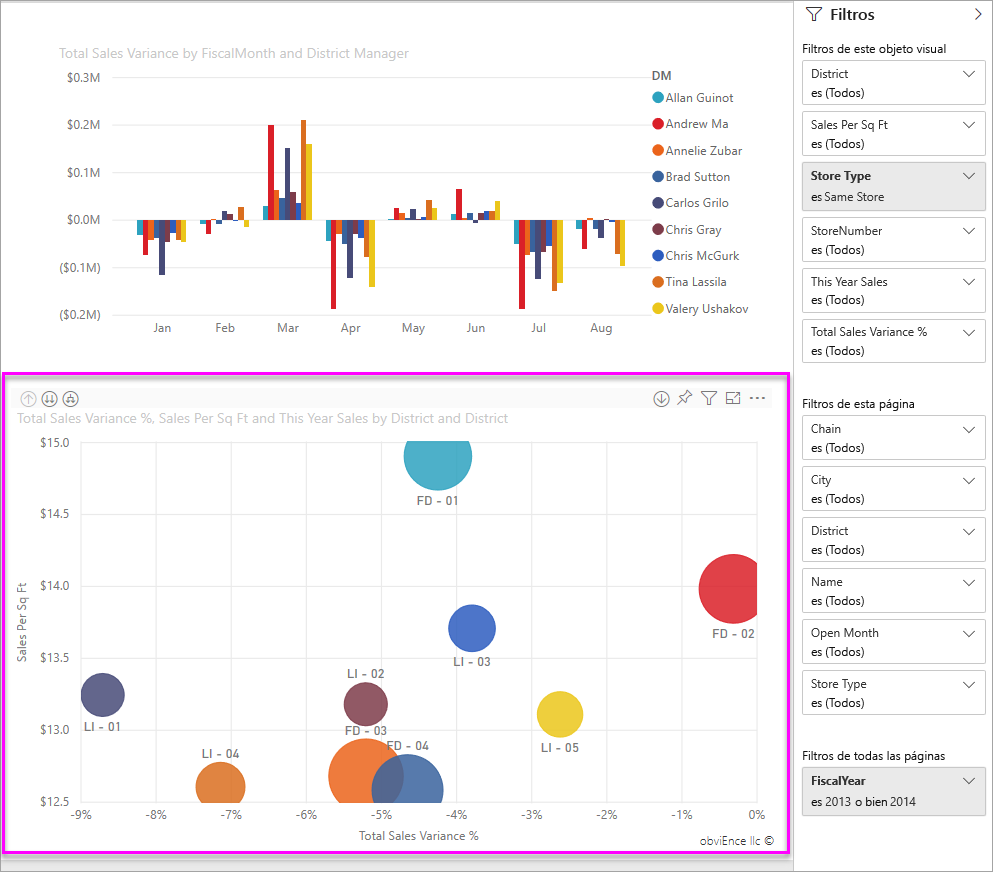 Total Sales Variance by FiscalMonth and District Manager
$0.3M
$0.2M
$0.1M
$0.0M
($0.1M)
($0.2M)
Jan Feb Mar Apr May Jun Jul Aug
DM
Allan Guinot
Andrew Ma
Annelie Zubar
Brad Sutton
Carlos Grilo
Chris Gray
Chris McGurk
Tina Lassila
Valery Ushakov
Total Sales Variance %, Sales Per Sq Ft and This Year Sales by District and District
Sales Per Sq Ft
$15.0
$14.5
$14.0
$13.5
$13.0
$12.5
FD - 01
FD - 02
LI - 03
LI - 02
LI - 01
FD - 03
FD - 04
LI - 05
LI - 04
-9% -8% -7% -6% -5% -4% -3% -2% -1% 0%
Total Sales Variance %
obviEnce llc ©
Filtros
Filtros de este objeto visual
District
es (Todos)
Sales Per Sq Ft
es (Todos)
Store Type
es Same Store
StoreNumber
es (Todos)
This Year Sales
es (Todos)
Total Sales Variance %
es (Todos)
Filtros de esta página
Chain
es (Todos)
City
es (Todos)
District
es (Todos)
Name
es (Todos)
Open Month
es (Todos)
Store Type
es (Todos)
Filtros de todas las páginas
FiscalYear
es 2013 o bien 2014